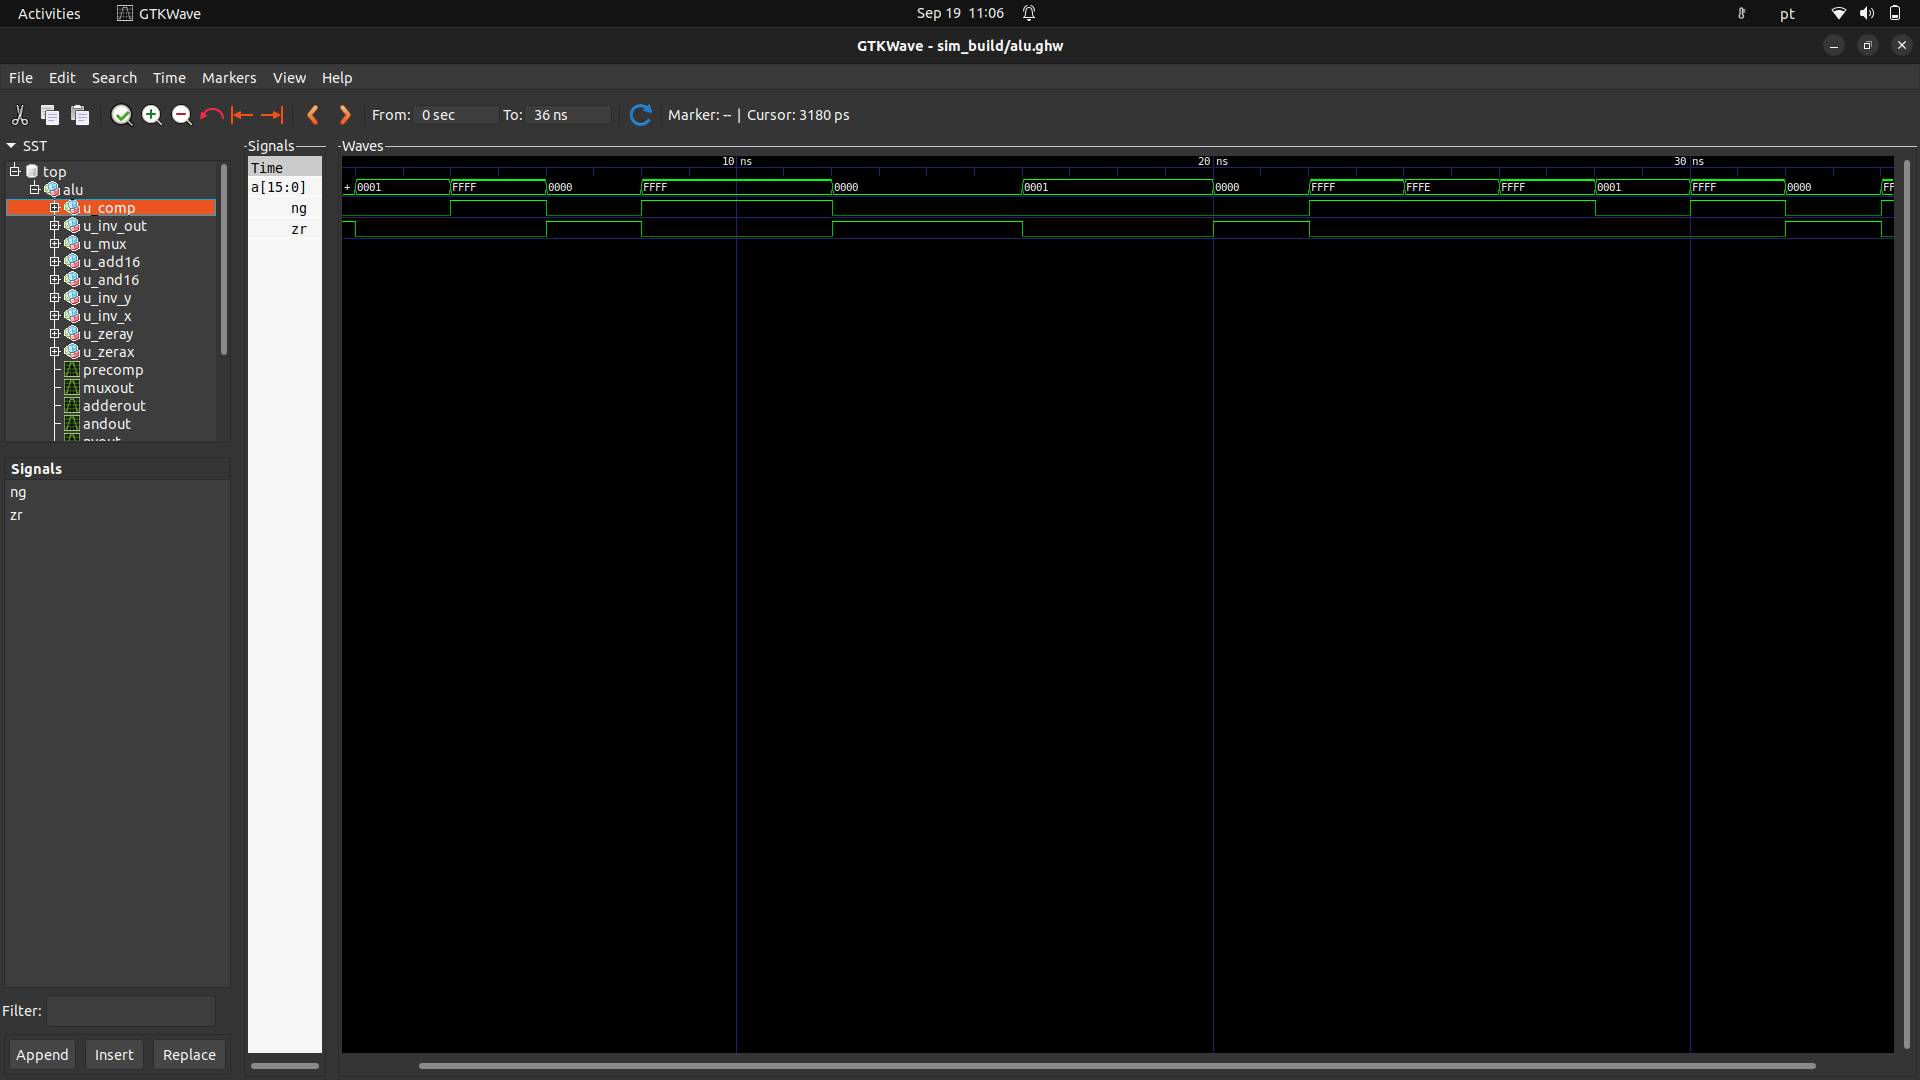 Activities GTKWave Sep 19 11:06 pt
GTKWave - sim_build/alu.ghw
File Edit Search Time Markers View Help
From: 0 sec To: 36 ns Marker: -- | Cursor: 3180 ps
SST
top
alu
u_comp
u_inv_out
u_mux
u_add16
u_and16
u_inv_y
u_inv_x
u_zeray
u_zerax
precomp
muxout
adderout
andout
Signals
ng
zr
Filter:
Append Insert Replace
Signals
Time
a[15:0]
ng
zr
Waves
10 ns 20 ns 30 ns
+ 0001 FFFF 0000 FFFF 0000 0001 0000 FFFF FFFE FFFF 0001 FFFF 0000 FF